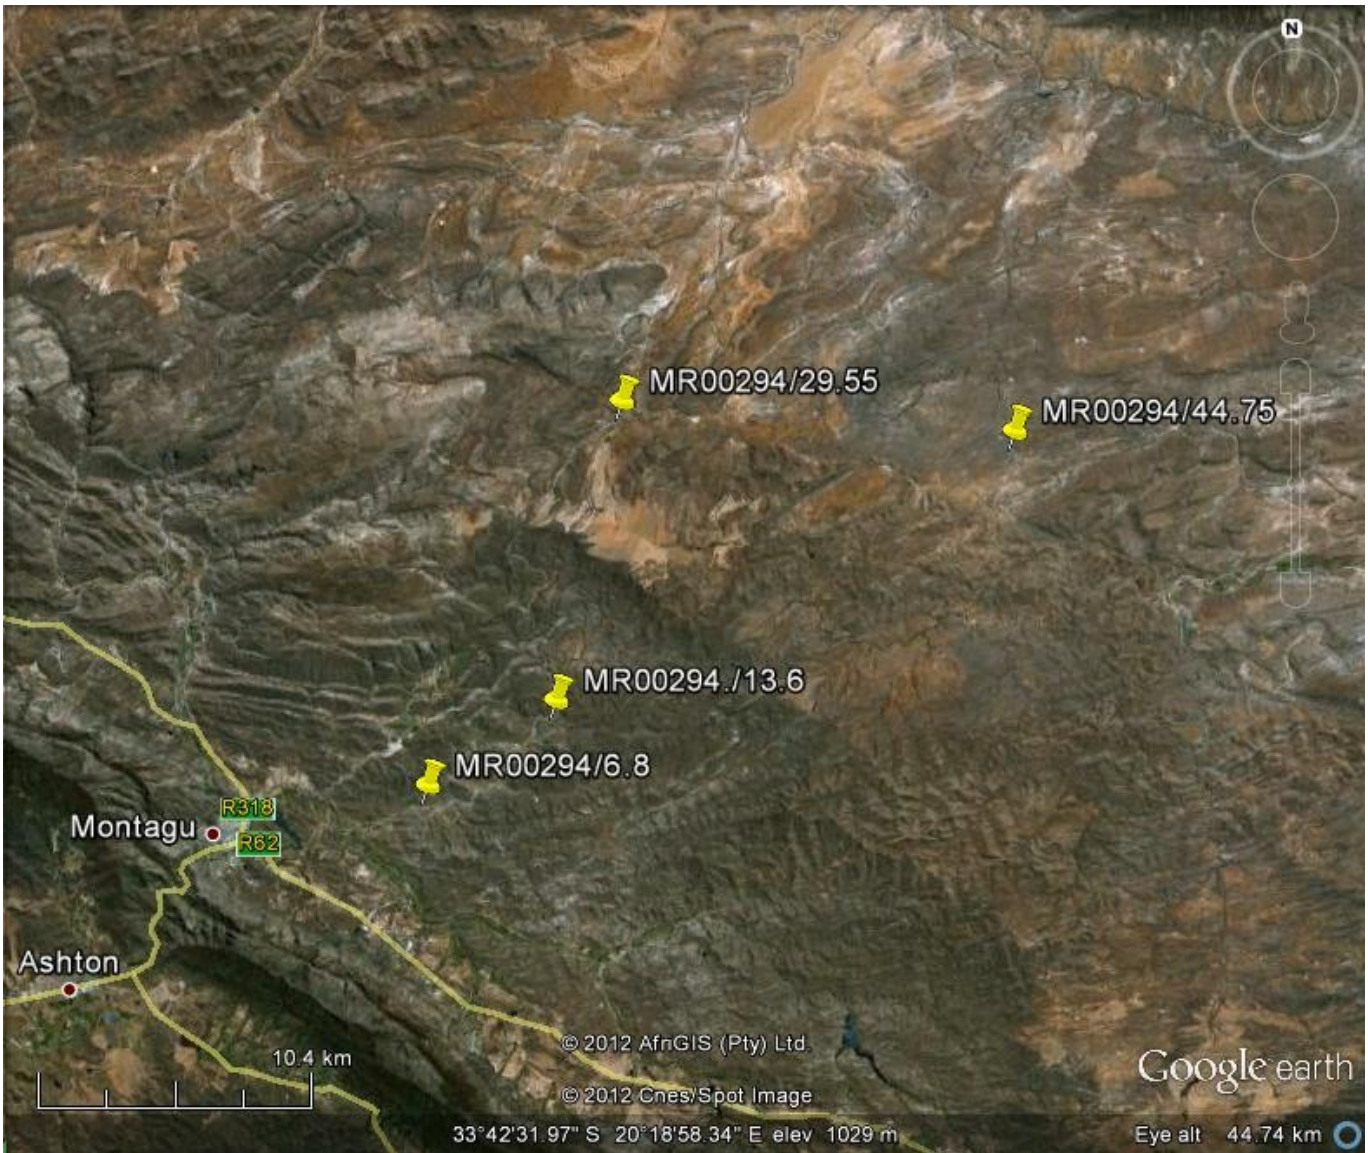 N
MR00294/29.55
MR00294/44.75
MR00294./13.6
MR00294/6.8
R318
Montagu
R62
Ashton
10.4 km
© 2012 AfriGIS (Pty) Ltd.
© 2012 Cnes/Spot Image
Google earth
33°42'31.97" S 20°18'58.34" E elev 1029 m
Eye alt 44.74 km